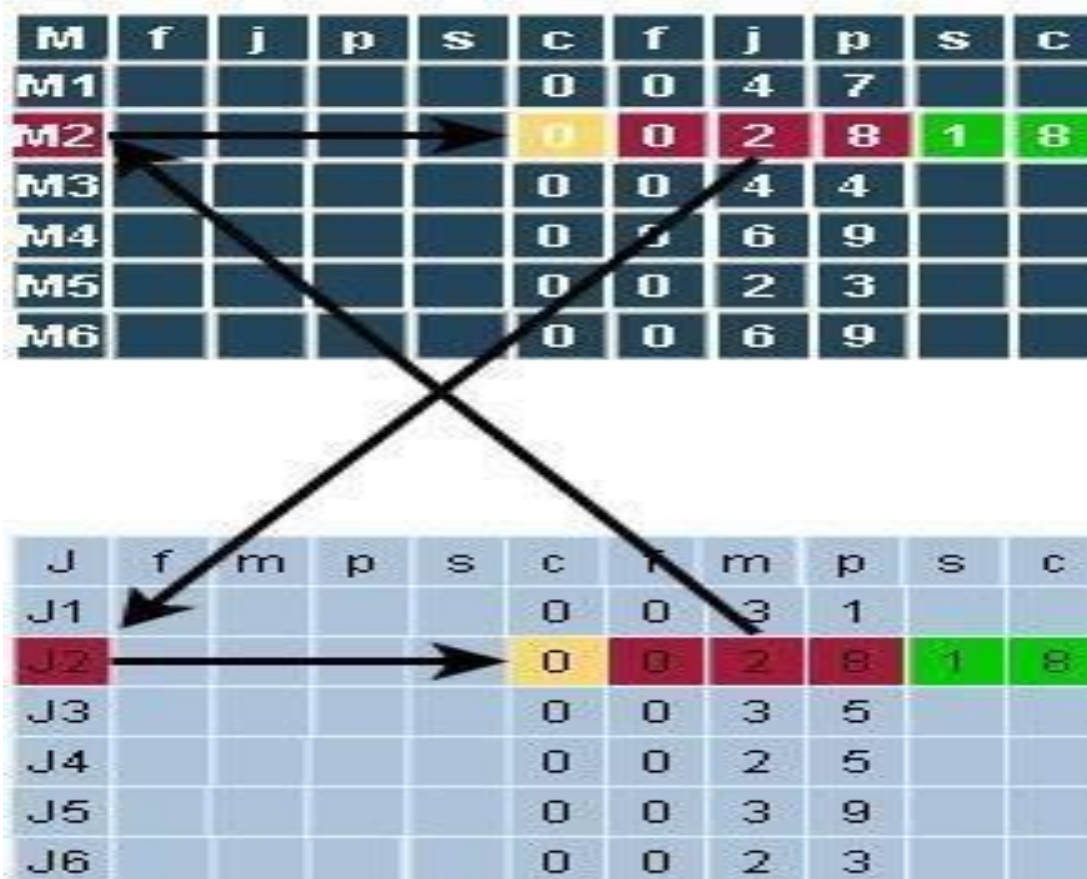 M f j p s c f j p s c
M1 0 0 4 7
M2 0 0 2 8 1 8
M3 0 0 4 4
M4 0 6 9
M5 0 0 2 3
M6 0 0 6 9
J f m p s c f m p s c
J1 0 0 3 1
J2 0 0 2 8 1 8
J3 0 0 3 5
J4 0 0 2 5
J5 0 0 3 9
J6 0 0 2 3